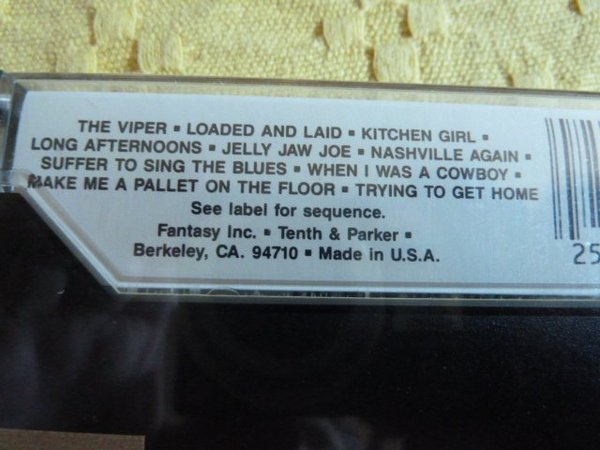 THE VIPER ▪ LOADED AND LAID ▪ KITCHEN GIRL ▪
LONG AFTERNOONS ▪ JELLY JAW JOE ▪ NASHVILLE AGAIN ▪
SUFFER TO SING THE BLUES ▪ WHEN I WAS A COWBOY ▪
MAKE ME A PALLET ON THE FLOOR ▪ TRYING TO GET HOME
See label for sequence.
Fantasy Inc. ▪ Tenth & Parker ▪
Berkeley, CA. 94710 ▪ Made in U.S.A.
25